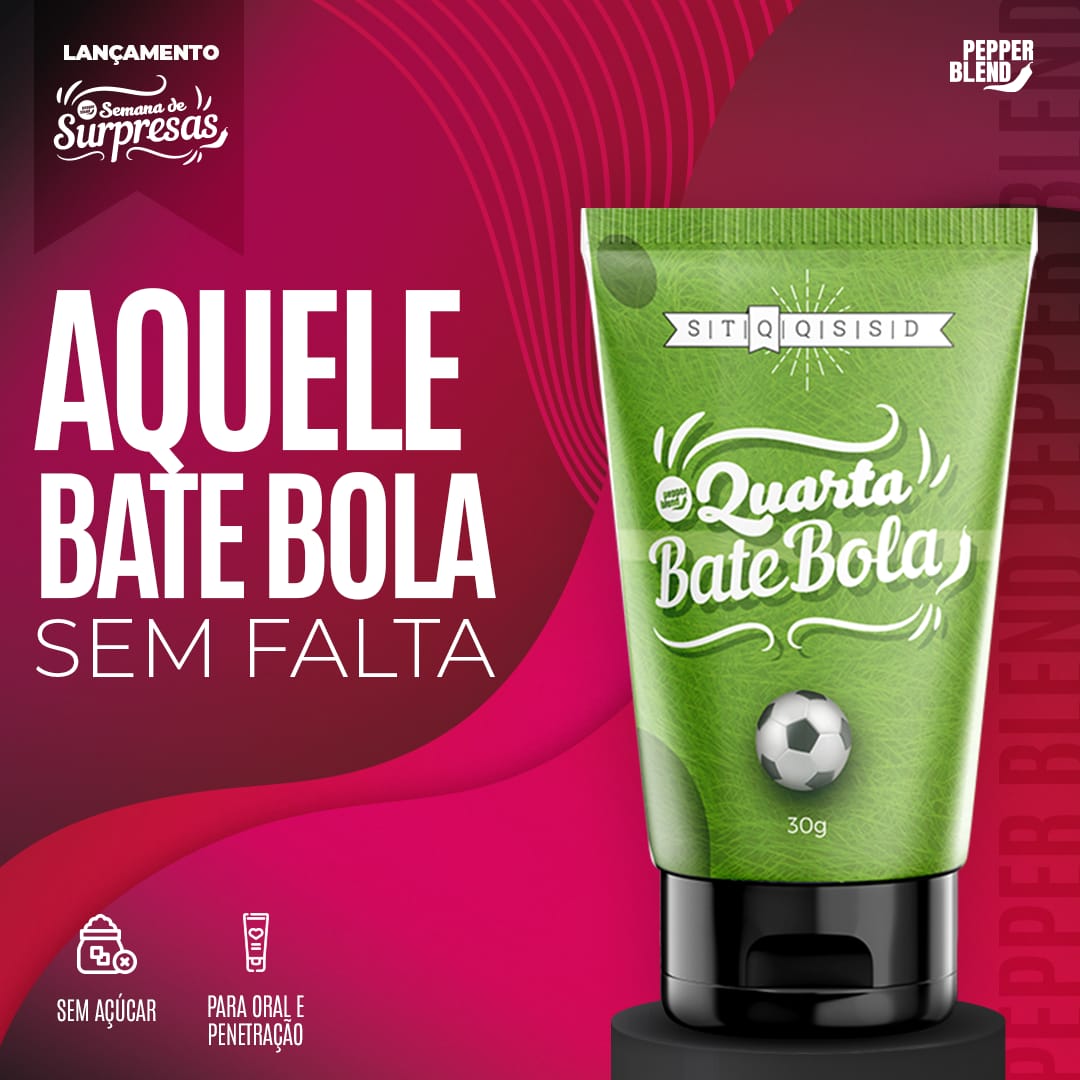 LANÇAMENTO
Semana de
Surpresas
PEPPER
BLEND
AQUELE
BATE BOLA
SEM FALTA
S|T|Q|Q|S|S|D
Quarta
Bate Bola
30g
SEM AÇÚCAR
PARA ORAL E
PENETRAÇÃO
PEPPER BLEND PEPPER BLEND